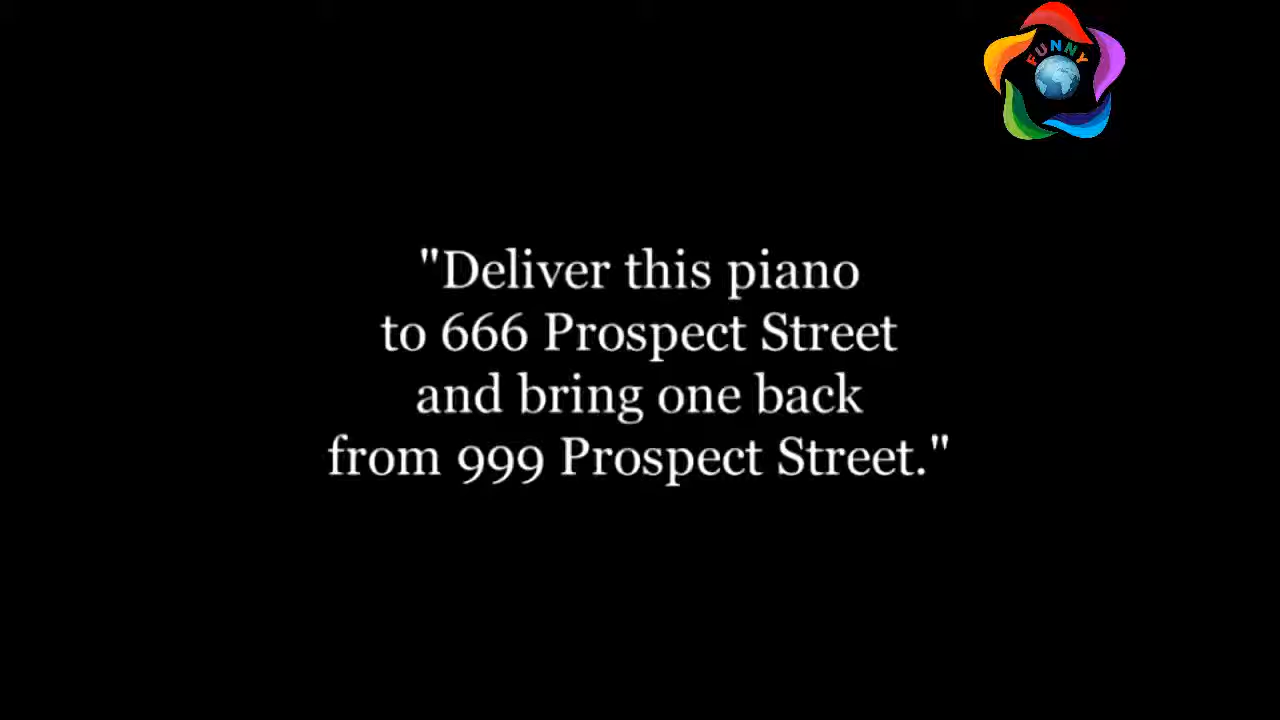 FUNNY
"Deliver this piano
to 666 Prospect Street
and bring one back
from 999 Prospect Street."